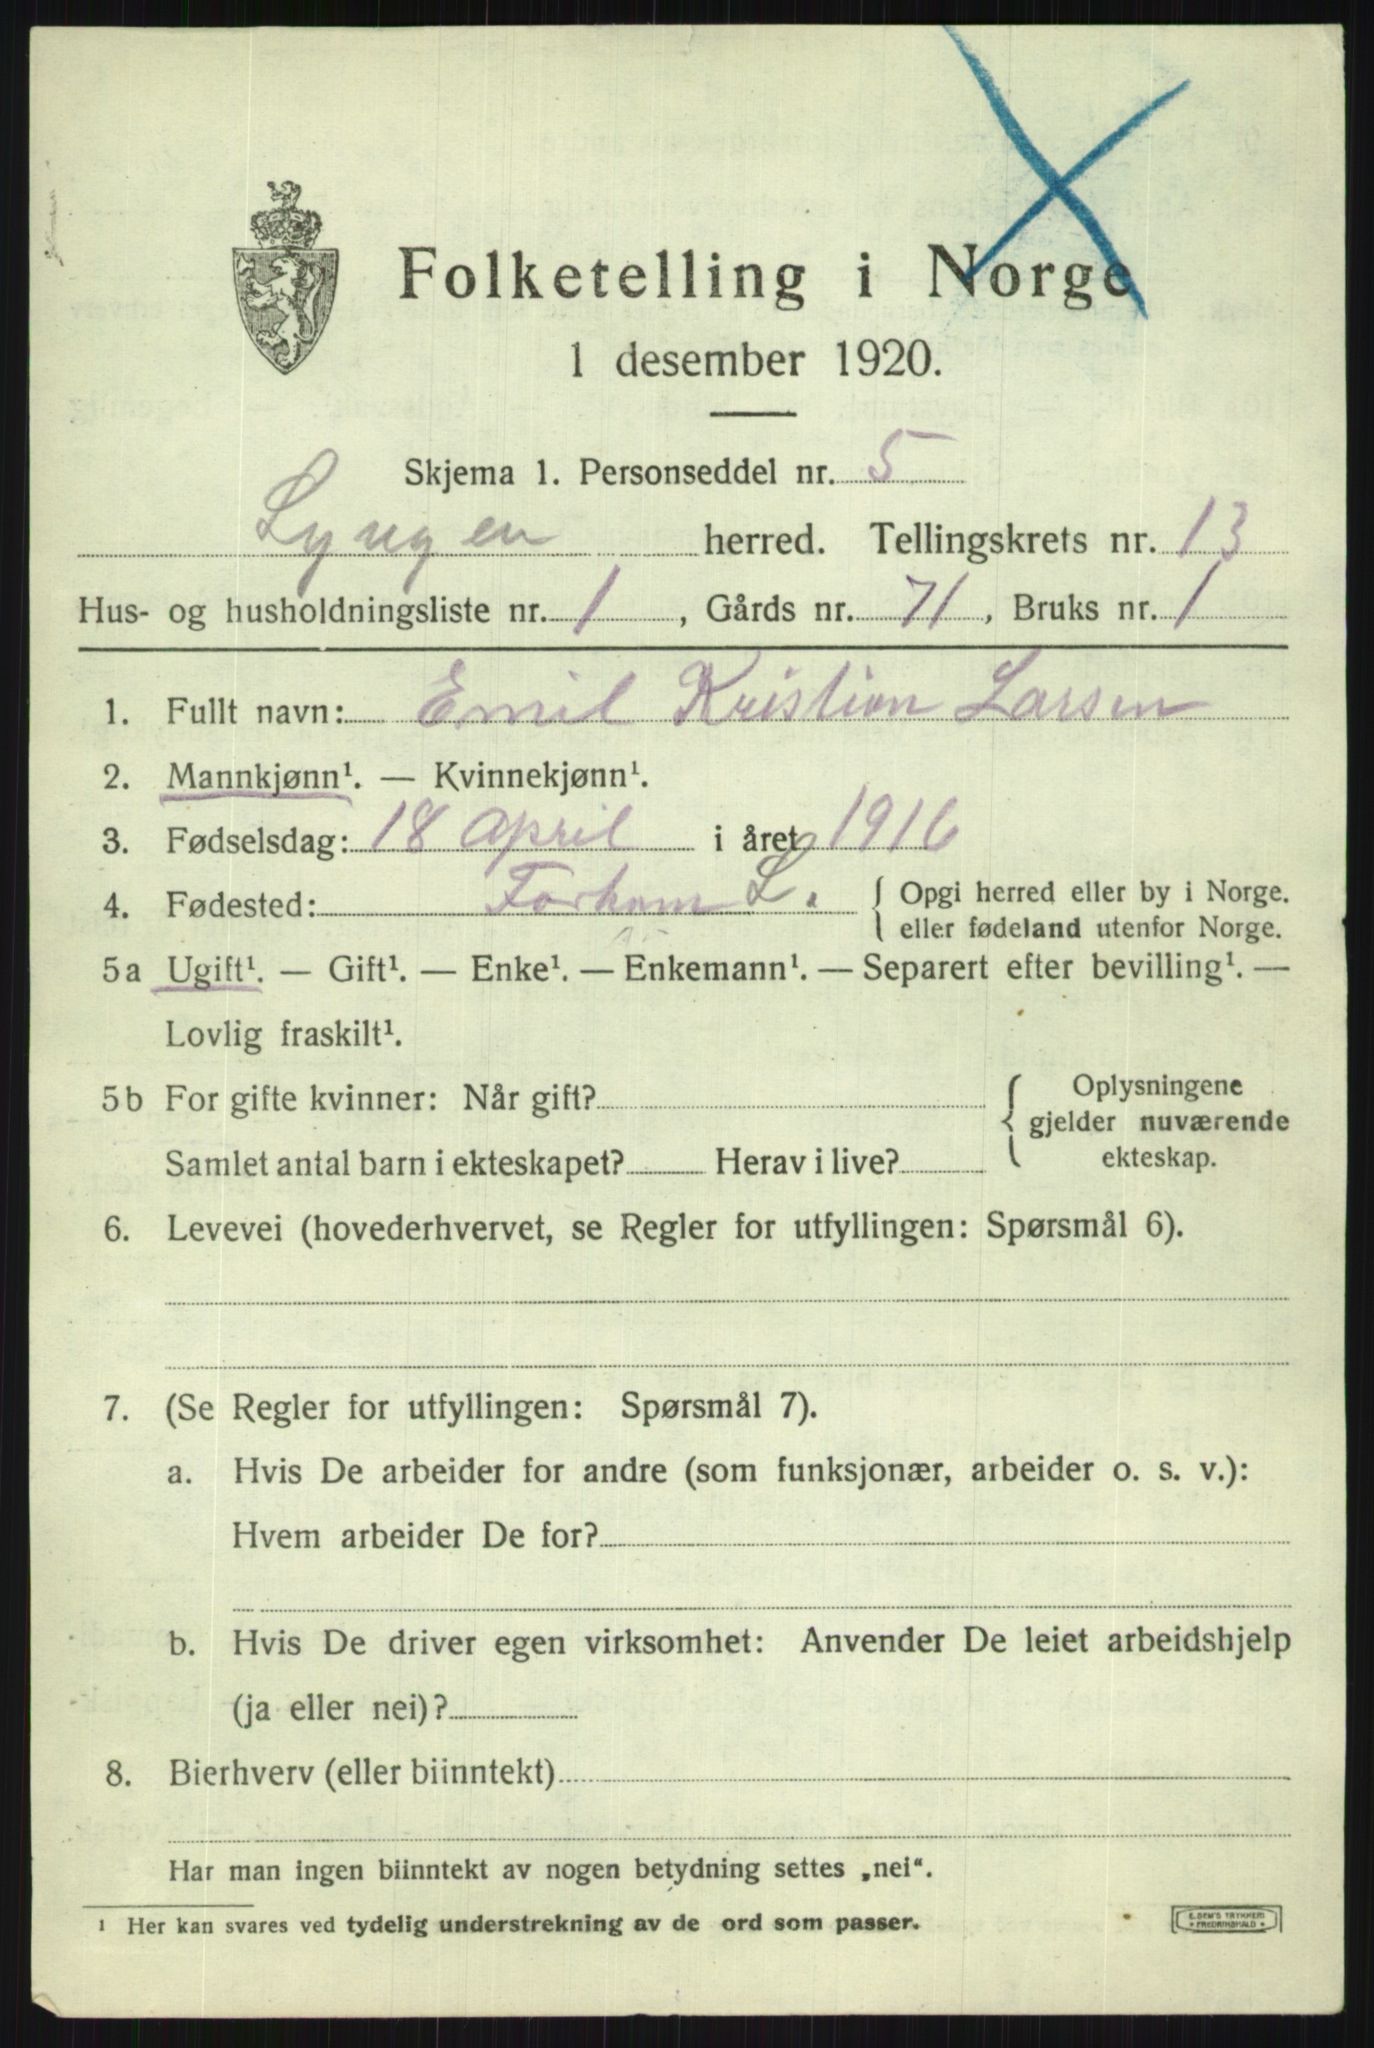 Folketelling i Norge
1 desember 1920.
Skjema 1. Personseddel nr. 5
Lyngen herred. Tellingskrets nr. 13
Hus- og husholdningsliste nr. 1, Gårds nr. 71, Bruks nr. 1
1. Fullt navn: Emil Kristian Larsen
2. Mannkjønn¹. — Kvinnekjønn¹.
3. Fødselsdag: 18 april i året 1916
4. Fødested: L. { Opgi herred eller by i Norge.
eller fødeland utenfor Norge.
5a Ugift¹. — Gift¹. — Enke¹. — Enkemann¹. — Separert efter bevilling¹. —
Lovlig fraskilt¹.
5b For gifte kvinner: Når gift? { Oplysningene
gjelder nuværende
Samlet antal barn i ekteskapet? Herav i live? ekteskap.
6. Levevei (hovederhvervet, se Regler for utfyllingen: Spørsmål 6).
7. (Se Regler for utfyllingen: Spørsmål 7).
a. Hvis De arbeider for andre (som funksjonær, arbeider o. s. v.):
Hvem arbeider De for?
b. Hvis De driver egen virksomhet: Anvender De leiet arbeidshjelp
(ja eller nei)?
8. Bierhverv (eller biinntekt)
Har man ingen biinntekt av nogen betydning settes „nei“.
¹ Her kan svares ved tydelig understrekning av de ord som passer.